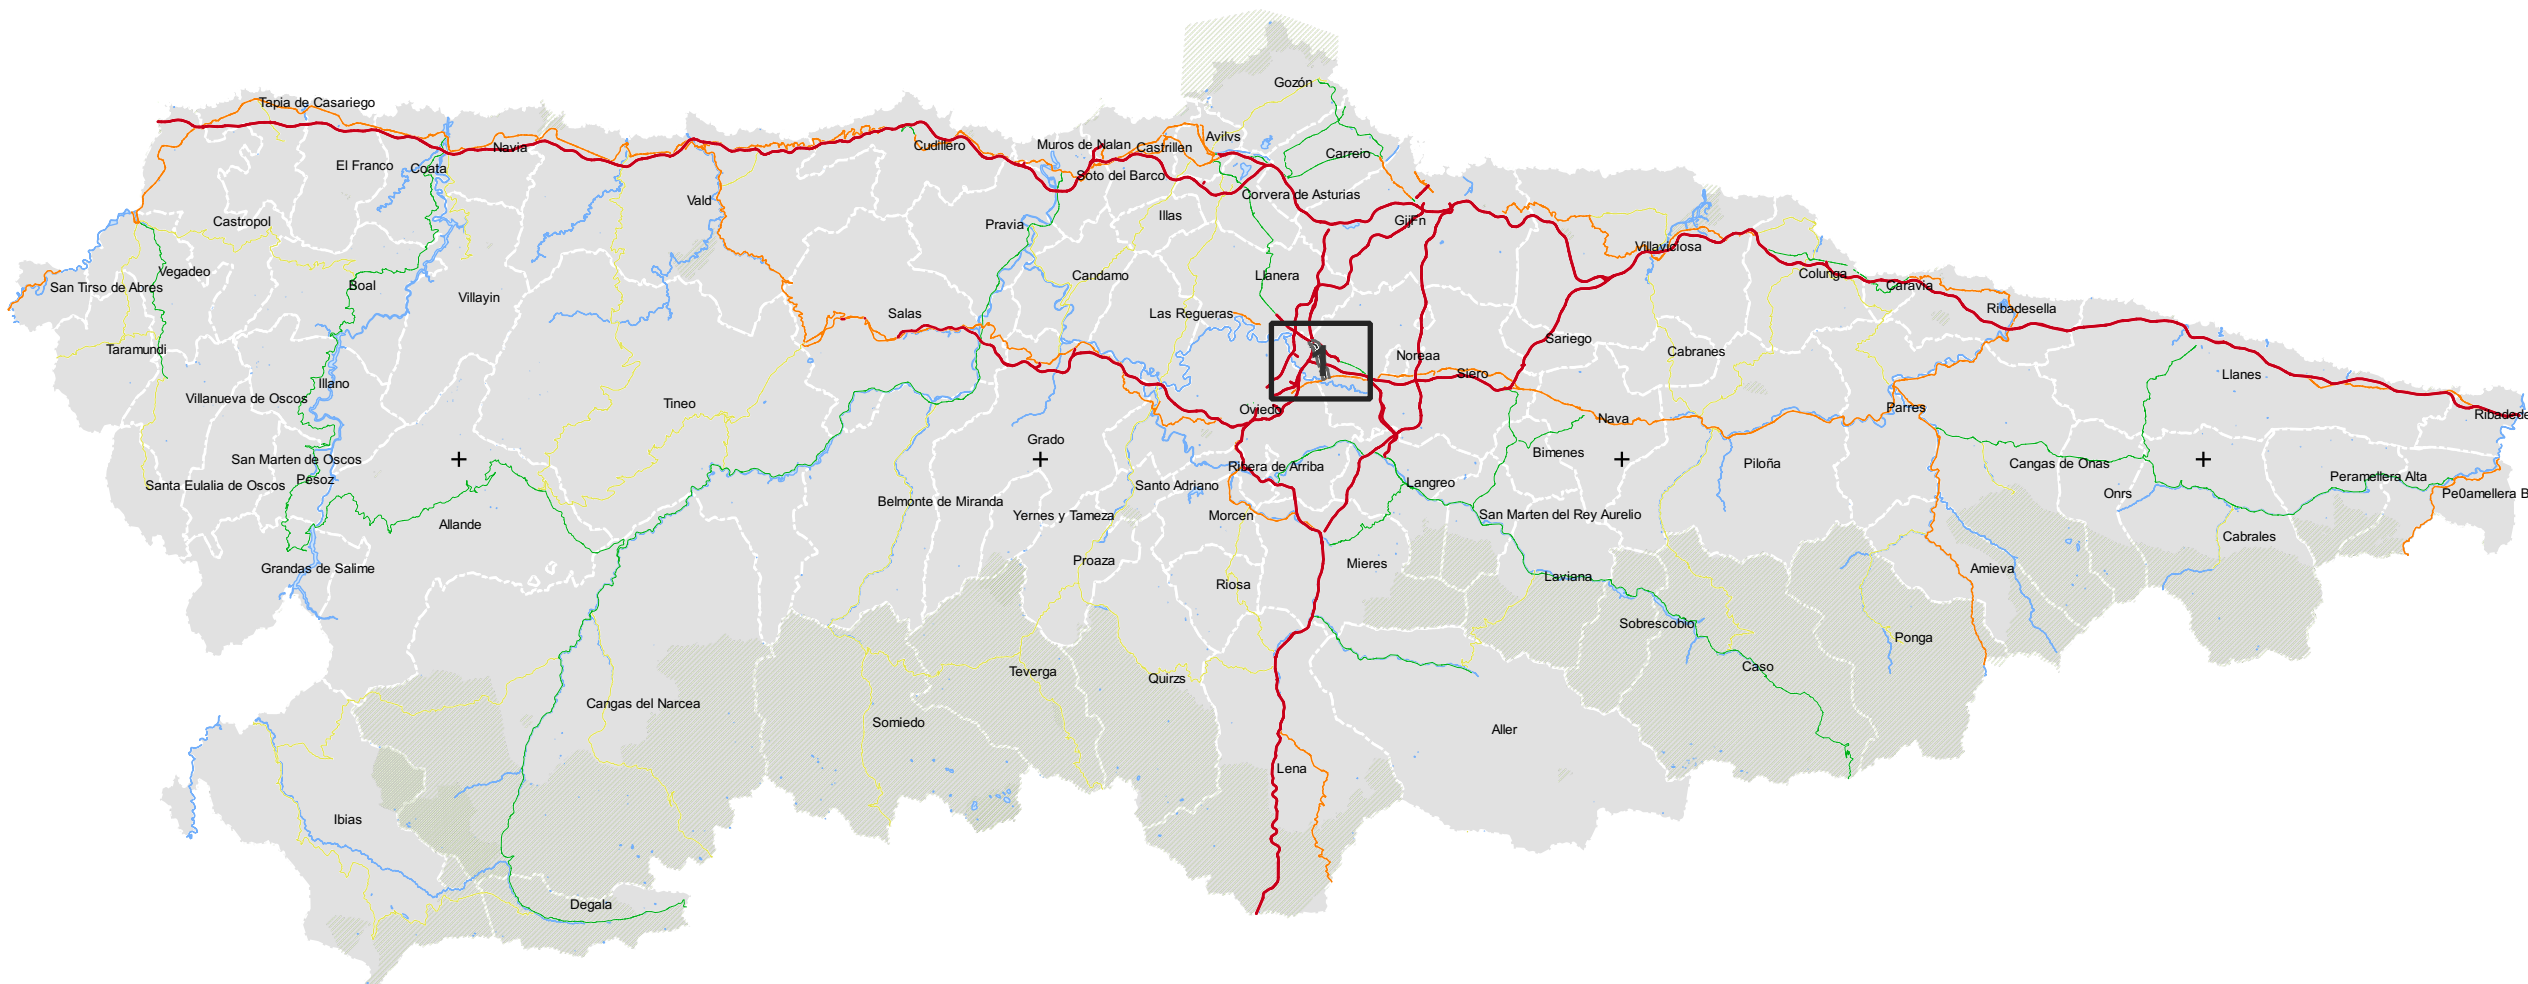 Gozón
Tapia de Casariego
Avilvs
Muros de Nalan
Castrillen
Cudillero
Navia
Carreio
El Franco
Coata
Soto del Barco
Corvera de Asturias
Vald
Illas
Castropol
Pravia
GijFn
Villaviciosa
Vegadeo
San Tirso de Abres
Boal
Villayin
Candamo
Llanera
Colunga
Caravia
Salas
Las Regueras
Ribadesella
Taramundi
Sariego
Noreaa
Cabranes
Illano
Siero
Llanes
Villanueva de Oscos
Tineo
Oviedo
Parres
Ribadede
Nava
Grado
Bimenes
San Marten de Oscos
Ribera de Arriba
Piloña
Cangas de Onas
Pesoz
Santa Eulalia de Oscos
Santo Adriano
Langreo
Peramellera Alta
Onrs
Pe0amellera B
Belmonte de Miranda
Yernes y Tameza
Morcen
San Marten del Rey Aurelio
Allande
Cabrales
Grandas de Salime
Proaza
Mieres
Amieva
Riosa
Laviana
Sobrescobio
Ponga
Teverga
Quirzs
Caso
Cangas del Narcea
Somiedo
Aller
Lena
Ibias
Degala